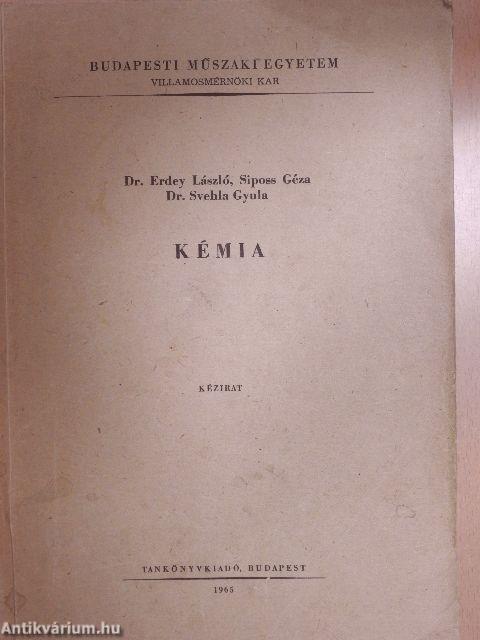 BUDAPESTI MŰSZAKI EGYETEM
VILLAMOSMÉRNÖKI KAR
Dr. Erdey László, Siposs Géza
Dr. Svehla Gyula
KÉMIA
KÉZIRAT
TANKÖNYVKIADÓ, BUDAPEST
1965
Antikvárium.hu